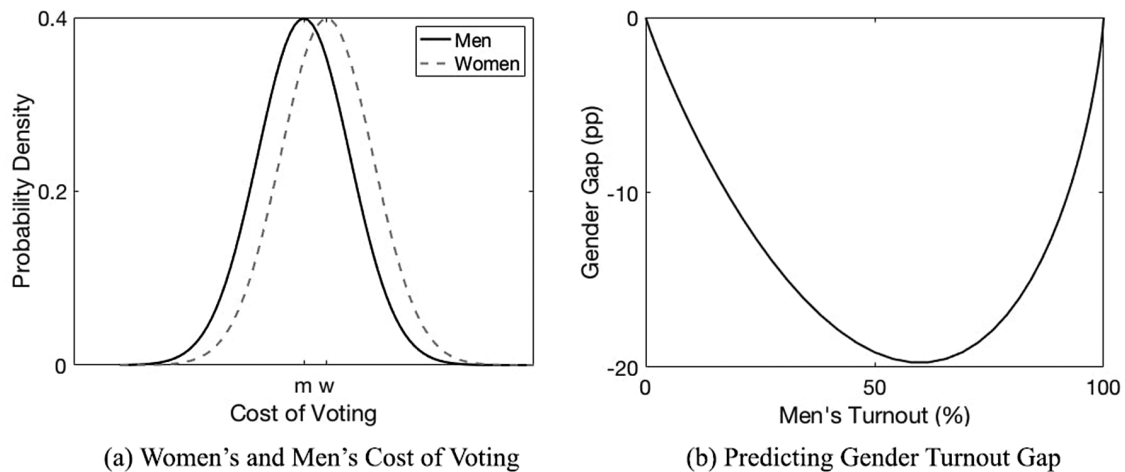 0.4
0.2
0
Probability Density
Men
Women
m w
Cost of Voting
(a) Women's and Men's Cost of Voting
0
-10
-20
Gender Gap (pp)
0 50 100
Men's Turnout (%)
(b) Predicting Gender Turnout Gap